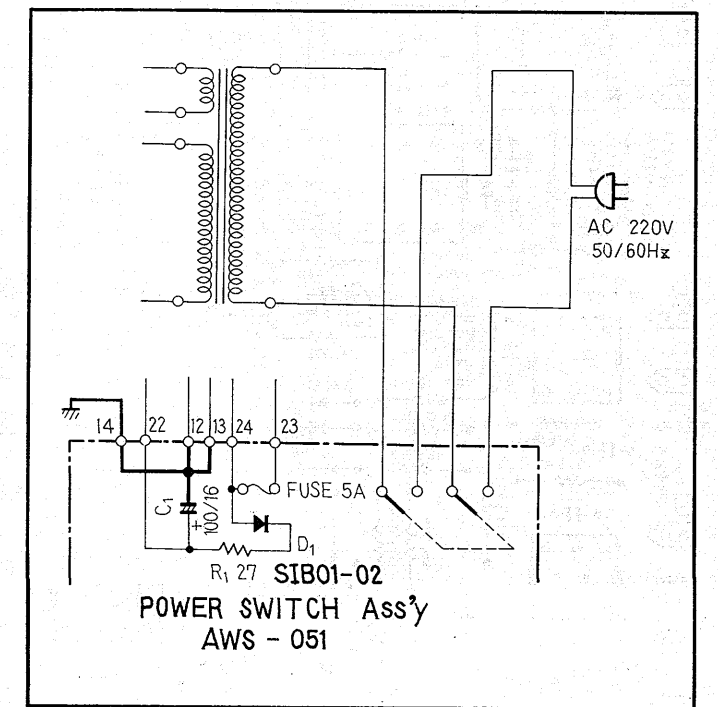 AC 220V
50/60Hz
14 22 12 13 24 23
FUSE 5A
C1
+
100/16
D1
R1 27 SIB01-02
POWER SWITCH Ass'y
AWS - 051